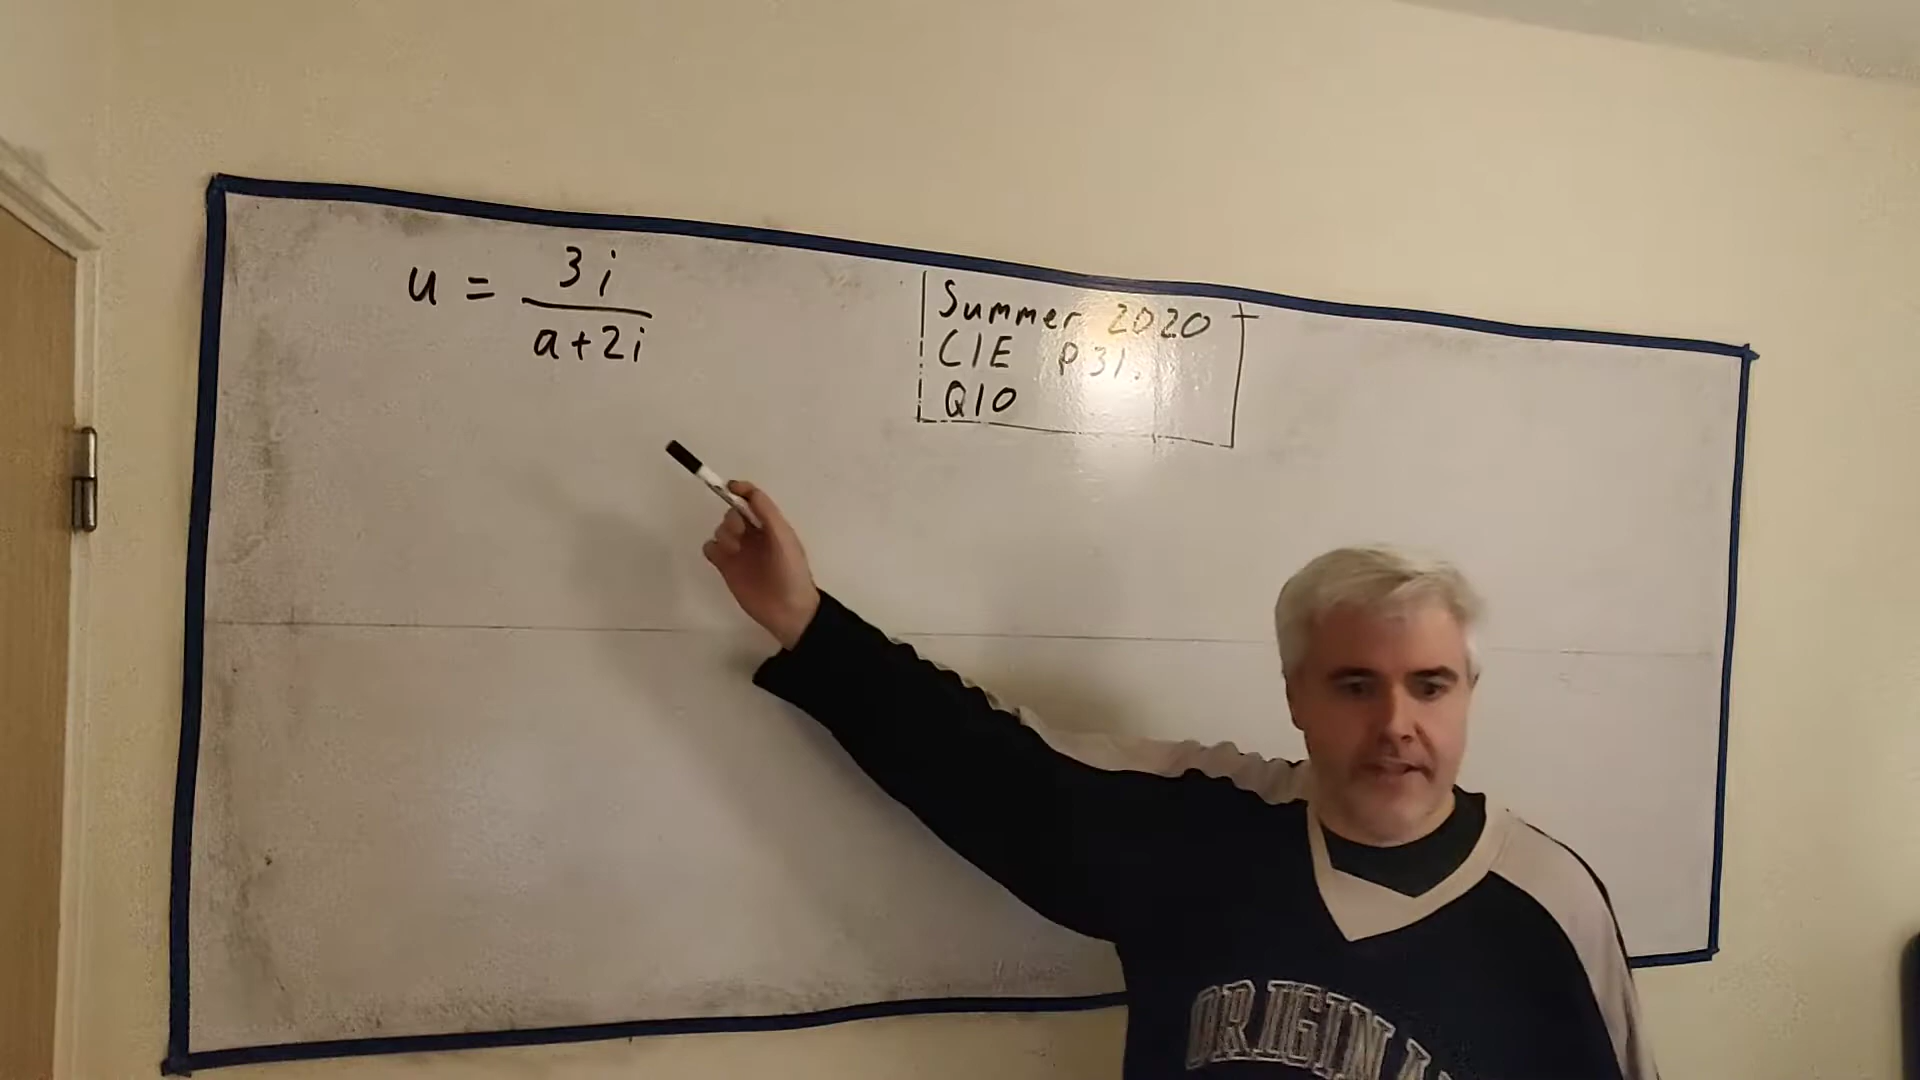 u = 3i / a+2i
Summer 2020
CIE P31.
Q10